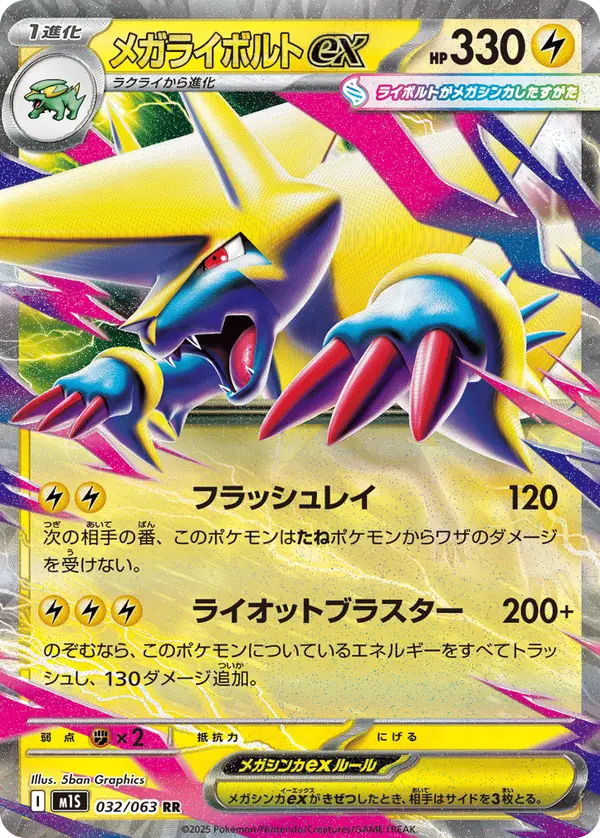 1進化
メガライボルトex
HP330
ラクライから進化
ライボルトがメガシンカしたすがた
フラッシュレイ 120
次の相手の番、このポケモンはたねポケモンからワザのダメージ
を受けない。
ライオットブラスター 200+
のぞむなら、このポケモンについているエネルギーをすべてトラッ
シュし、130ダメージ追加。
弱点 ×2 抵抗力 にげる
Illus. 5ban Graphics
メガシンカexルール
メガシンカexがきぜつしたとき、相手はサイドを3枚とる。
I M1S 032/063 RR
©2025 Pokémon/Nintendo/Creatures/GAME FREAK.